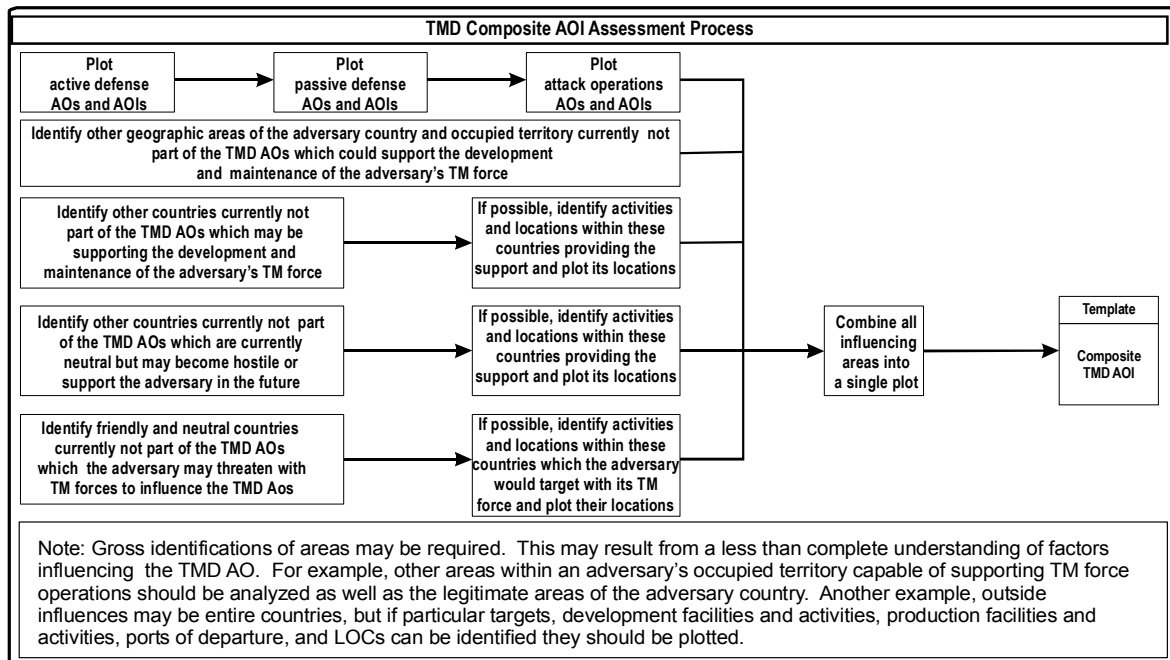 TMD Composite AOI Assessment Process
Plot
active defense
AOs and AOIs
Plot
passive defense
AOs and AOIs
Plot
attack operations
AOs and AOIs
Identify other geographic areas of the adversary country and occupied territory currently not
part of the TMD AOs which could support the development
and maintenance of the adversary's TM force
Identify other countries currently not
part of the TMD AOs which may be
supporting the development and
maintenance of the adversary's TM force
If possible, identify activities
and locations within these
countries providing the
support and plot its locations
Identify other countries currently not part
of the TMD AOs which are currently
neutral but may become hostile or
support the adversary in the future
If possible, identify activities
and locations within these
countries providing the
support and plot its locations
Combine all
influencing
areas into
a single plot
Template
Composite
TMD AOI
Identify friendly and neutral countries
currently not part of the TMD AOs
which the adversary may threaten with
TM forces to influence the TMD Aos
If possible, identify activities
and locations within these
countries which the adversary
would target with its TM
force and plot their locations
Note: Gross identifications of areas may be required. This may result from a less than complete understanding of factors
influencing the TMD AO. For example, other areas within an adversary's occupied territory capable of supporting TM force
operations should be analyzed as well as the legitimate areas of the adversary country. Another example, outside
influences may be entire countries, but if particular targets, development facilities and activities, production facilities and
activities, ports of departure, and LOCs can be identified they should be plotted.